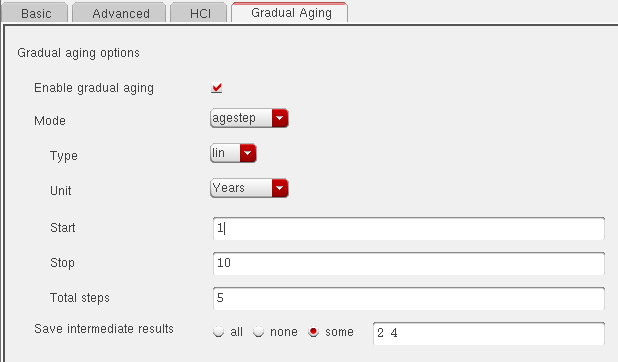 Basic Advanced HCI Gradual Aging
Gradual aging options
Enable gradual aging
Mode agestep
Type lin
Unit Years
Start 1
Stop 10
Total steps 5
Save intermediate results all none some 2 4